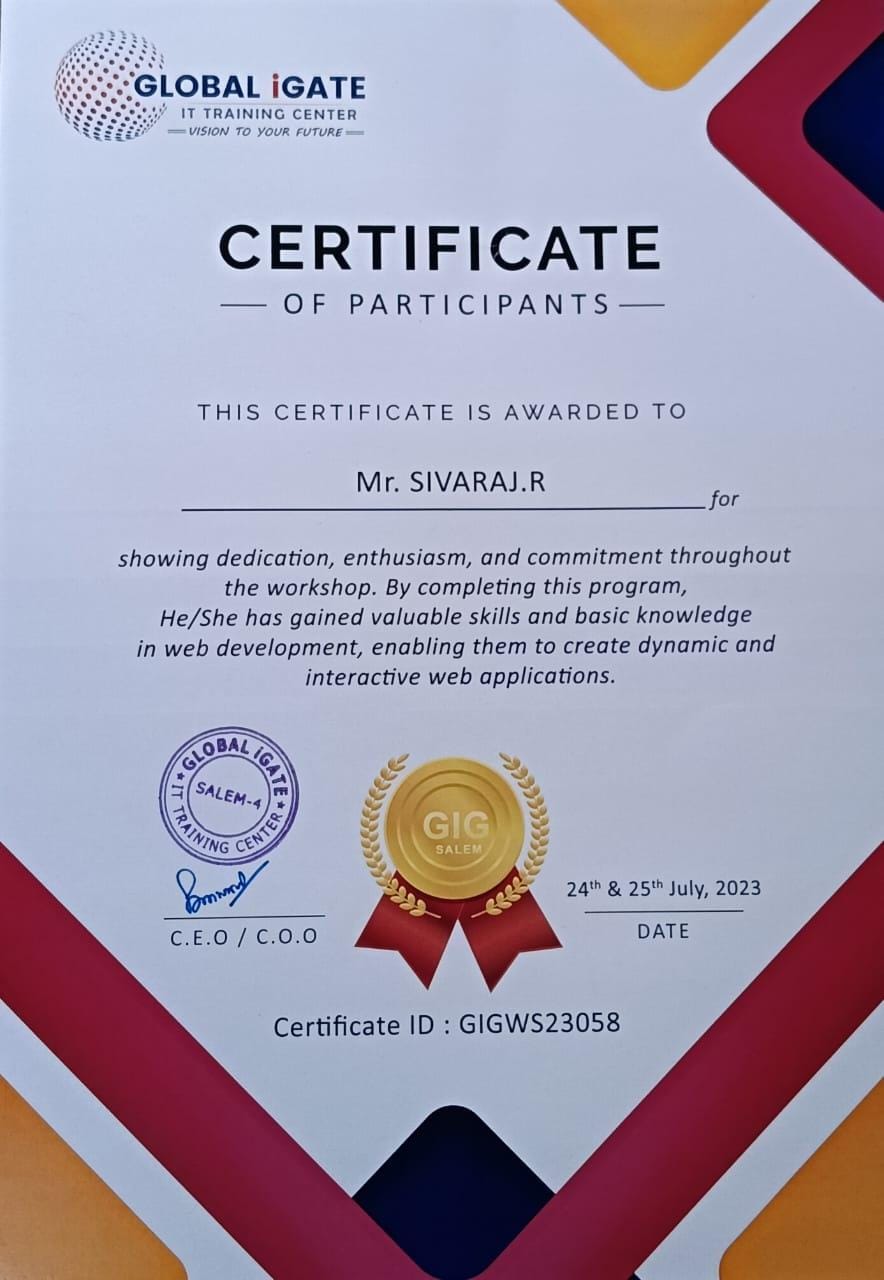 GLOBAL iGATE
IT TRAINING CENTER
VISION TO YOUR FUTURE
CERTIFICATE
OF PARTICIPANTS
THIS CERTIFICATE IS AWARDED TO
Mr. SIVARAJ.R
for
showing dedication, enthusiasm, and commitment throughout
the workshop. By completing this program,
He/She has gained valuable skills and basic knowledge
in web development, enabling them to create dynamic and
interactive web applications.
GLOBAL iGATE
SALEM-4
IT TRAINING CENTER
GIG
SALEM
24th & 25th July, 2023
C.E.O / C.O.O
DATE
Certificate ID : GIGWS23058